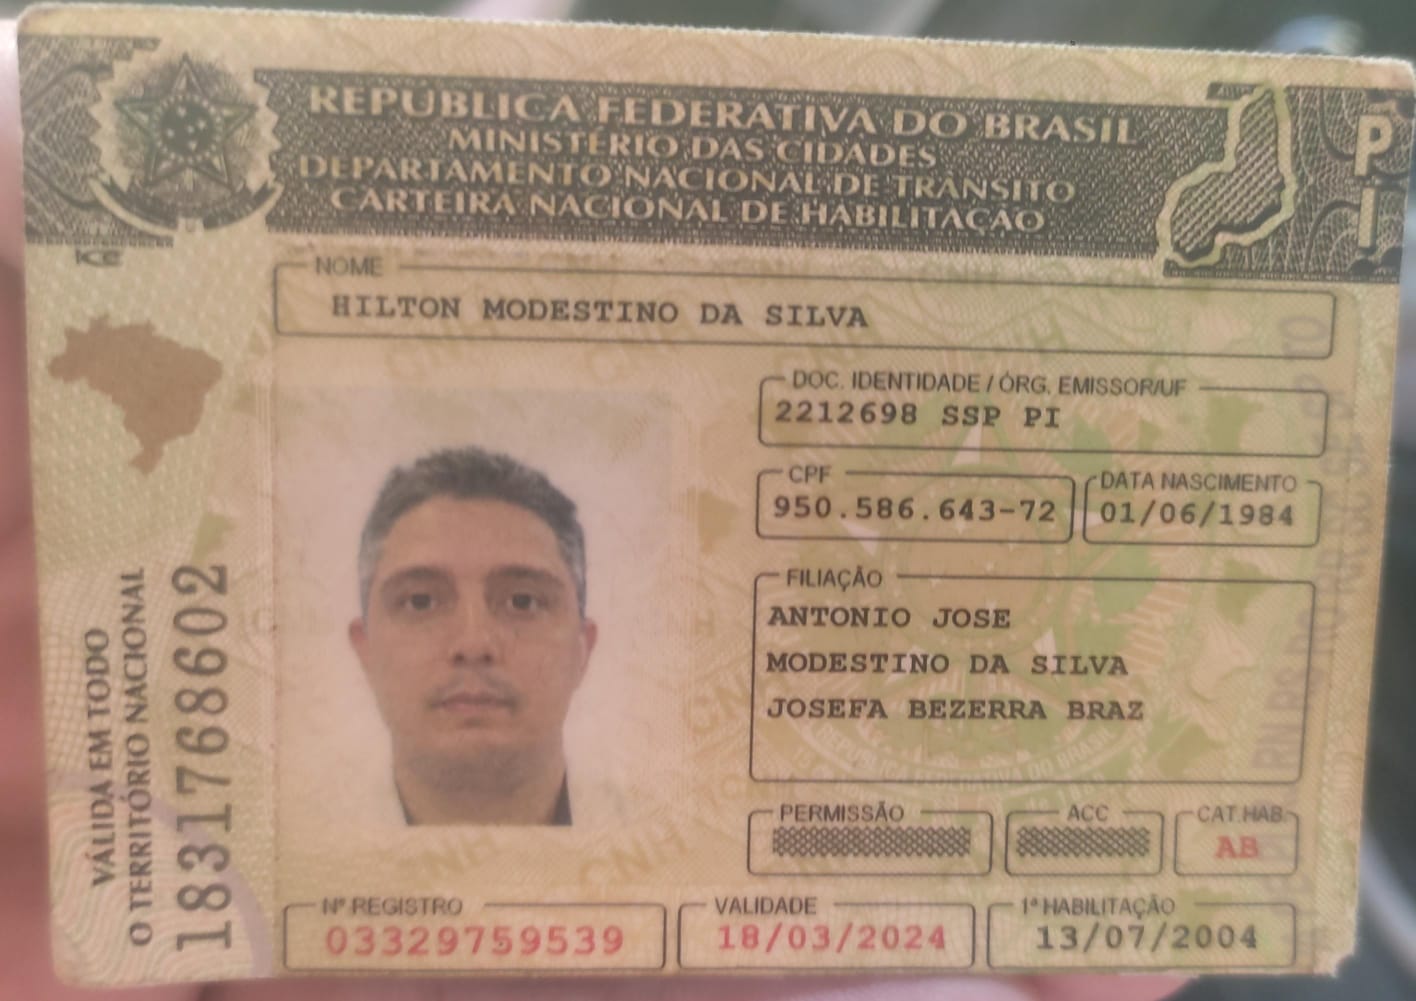 REPÚBLICA FEDERATIVA DO BRASIL
MINISTÉRIO DAS CIDADES
DEPARTAMENTO NACIONAL DE TRÂNSITO
CARTEIRA NACIONAL DE HABILITAÇÃO
PI
NOME
HILTON MODESTINO DA SILVA
DOC. IDENTIDADE / ÓRG. EMISSOR/UF
2212698 SSP PI
CPF
950.586.643-72
DATA NASCIMENTO
01/06/1984
FILIAÇÃO
ANTONIO JOSE
MODESTINO DA SILVA
JOSEFA BEZERRA BRAZ
PERMISSÃO
ACC
CAT.HAB.
AB
Nº REGISTRO
03329759539
VALIDADE
18/03/2024
1ª HABILITAÇÃO
13/07/2004
VÁLIDA EM TODO
O TERRITÓRIO NACIONAL
1831768602